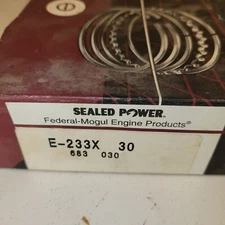 SEALED POWER®
Federal-Mogul Engine Products®
E-233X 30
683 030